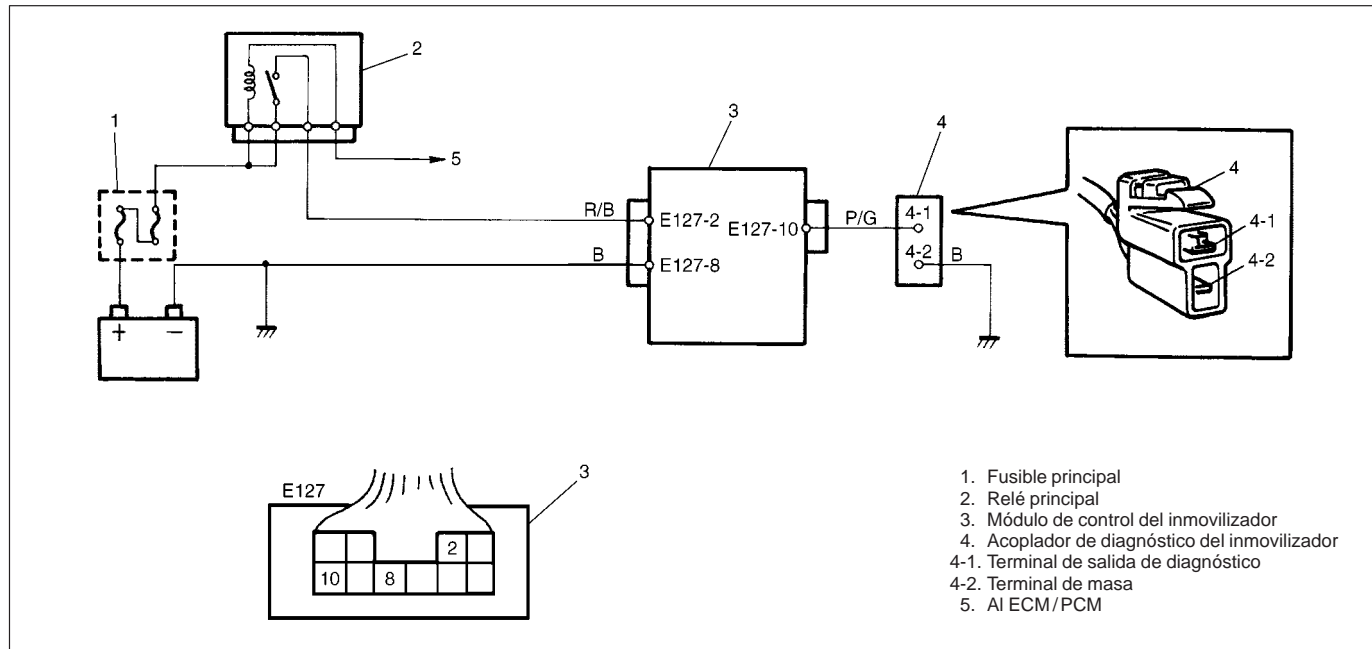 2
1
5
3
4
R/B
E127-2
B
E127-8
E127-10
P/G
4-1
4-2
B
4
4-1
4-2
+
−
E127
3
2
10
8
1. Fusible principal
2. Relé principal
3. Módulo de control del inmovilizador
4. Acoplador de diagnóstico del inmovilizador
4-1. Terminal de salida de diagnóstico
4-2. Terminal de masa
5. Al ECM/PCM